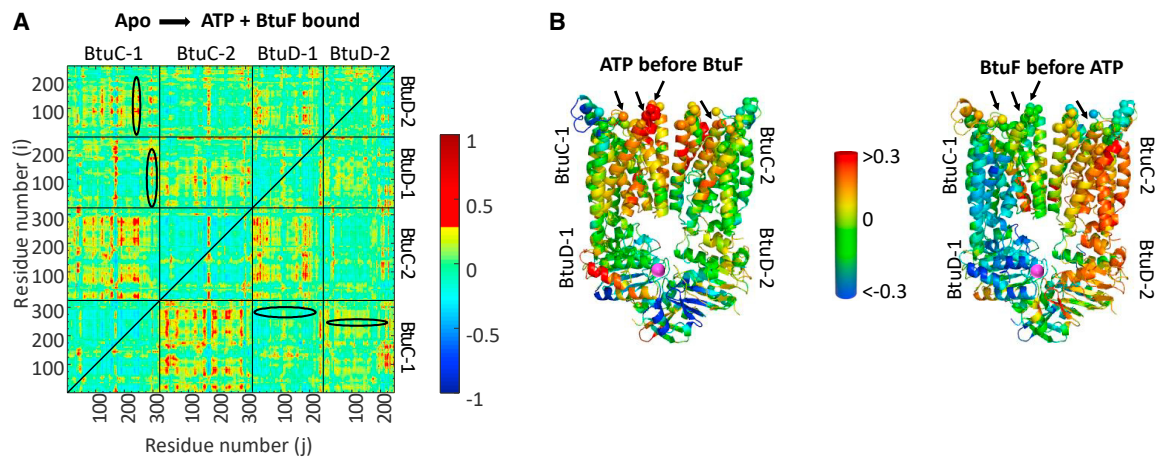 A
Apo → ATP + BtuF bound
BtuC-1 BtuC-2 BtuD-1 BtuD-2
200
100
200
100
300
200
100
300
200
100
Residue number (i)
BtuD-2
BtuD-1
BtuC-2
BtuC-1
100 200 300 100 200 300 100 200 100 200
Residue number (j)
1
0.5
0
-0.5
-1
B
ATP before BtuF
BtuC-1
BtuC-2
BtuD-1
BtuD-2
>0.3
0
<-0.3
BtuF before ATP
BtuC-1
BtuC-2
BtuD-1
BtuD-2